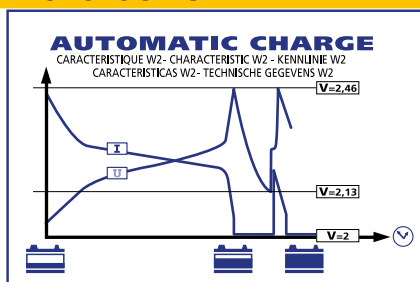 AUTOMATIC CHARGE
CARACTERISTIQUE W2- CHARACTERISTIC W2 - KENNLINIE W2
CARACTERISTICAS W2- TECHNISCHE GEGEVENS W2
V=2,46
I
U
V=2,13
V=2